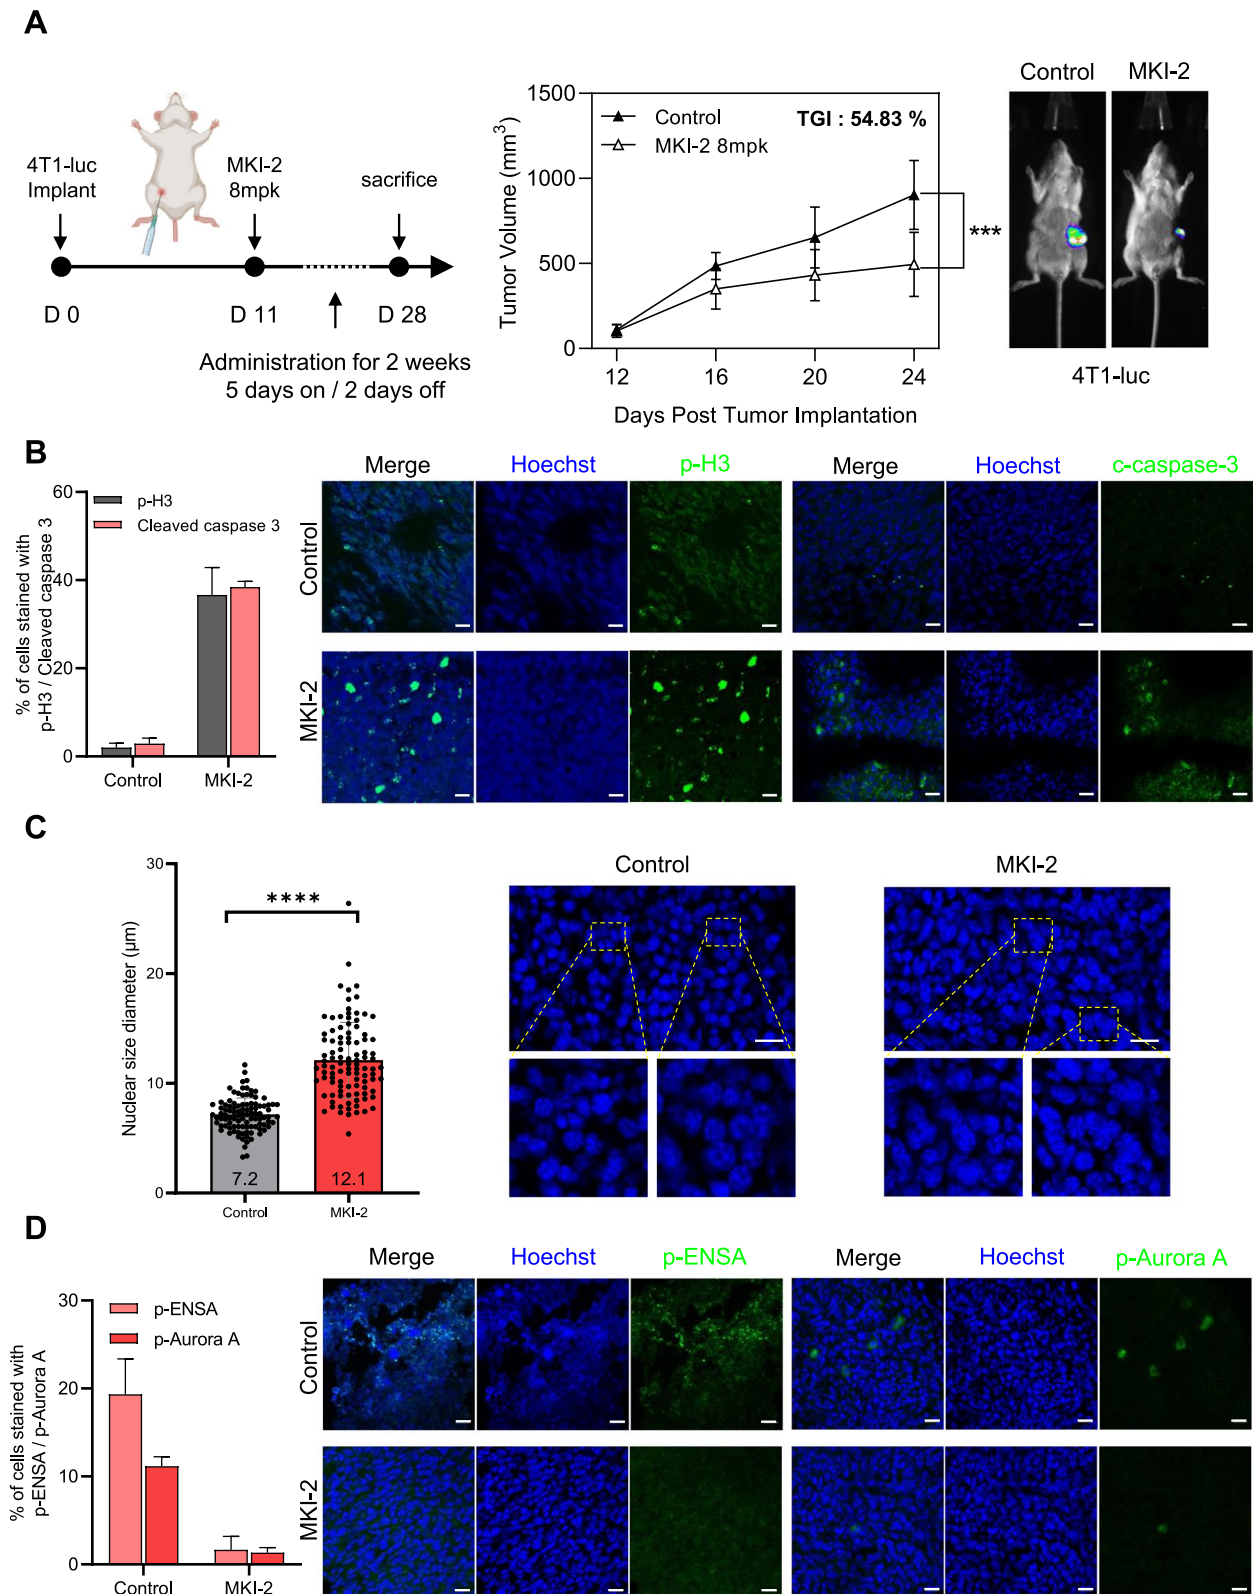 A
4T1-luc
Implant
MKI-2
8mpk
sacrifice
D 0
D 11
D 28
Administration for 2 weeks
5 days on / 2 days off
Tumor Volume (mm³)
1500
1000
500
0
Control
MKI-2 8mpk
TGI : 54.83 %
***
12
16
20
24
Days Post Tumor Implantation
Control
MKI-2
4T1-luc
B
% of cells stained with
p-H3 / Cleaved caspase 3
60
40
20
0
p-H3
Cleaved caspase 3
Control
MKI-2
Merge
Hoechst
p-H3
Merge
Hoechst
c-caspase-3
Control
MKI-2
C
Nuclear size diameter (μm)
30
20
10
0
****
7.2
12.1
Control
MKI-2
Control
MKI-2
D
% of cells stained with
p-ENSA / p-Aurora A
30
20
10
0
p-ENSA
p-Aurora A
Control
MKI-2
Merge
Hoechst
p-ENSA
Merge
Hoechst
p-Aurora A
Control
MKI-2